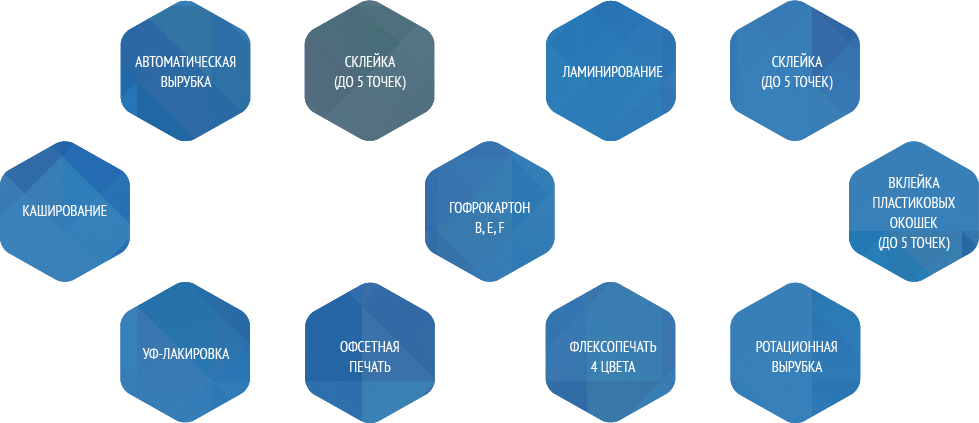 АВТОМАТИЧЕСКАЯ
ВЫРУБКА
СКЛЕЙКА
(ДО 5 ТОЧЕК)
ЛАМИНИРОВАНИЕ
СКЛЕЙКА
(ДО 5 ТОЧЕК)
КАШИРОВАНИЕ
ГОФРОКАРТОН
B, E, F
ВКЛЕЙКА
ПЛАСТИКОВЫХ
ОКОШЕК
(ДО 5 ТОЧЕК)
УФ-ЛАКИРОВКА
ОФСЕТНАЯ
ПЕЧАТЬ
ФЛЕКСОПЕЧАТЬ
4 ЦВЕТА
РОТАЦИОННАЯ
ВЫРУБКА